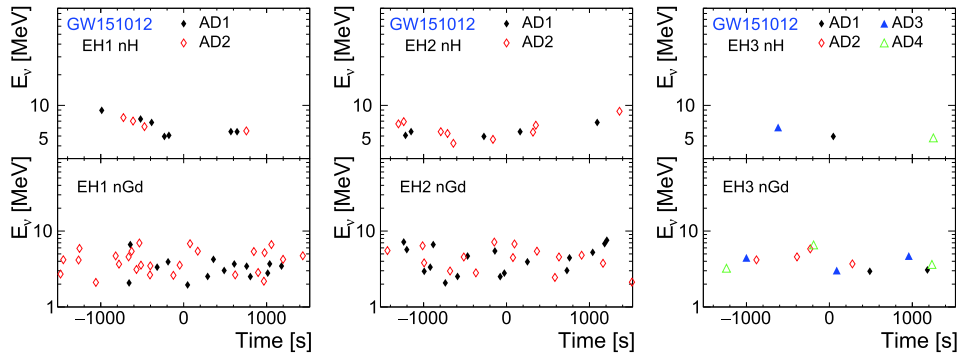 GW151012 AD1
EH1 nH AD2
E_ν [MeV]
10
5
EH1 nGd
E_ν [MeV]
10
1
−1000 0 1000
Time [s]
GW151012 AD1
EH2 nH AD2
E_ν [MeV]
10
5
EH2 nGd
E_ν [MeV]
10
1
−1000 0 1000
Time [s]
GW151012 AD1 AD3
EH3 nH AD2 AD4
E_ν [MeV]
10
5
EH3 nGd
E_ν [MeV]
10
1
−1000 0 1000
Time [s]